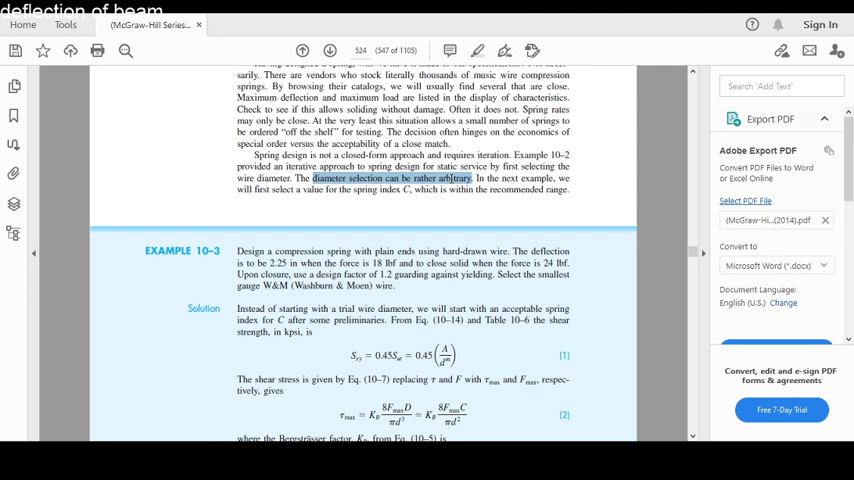 deflection of beam
Home Tools (McGraw-Hill Series... × Sign In
524 (547 of 1105)
sarily. There are vendors who stock literally thousands of music wire compression
springs. By browsing their catalogs, we will usually find several that are close.
Maximum deflection and maximum load are listed in the display of characteristics.
Check to see if this allows soliding without damage. Often it does not. Spring rates
may only be close. At the very least this situation allows a small number of springs to
be ordered “off the shelf” for testing. The decision often hinges on the economics of
special order versus the acceptability of a close match.
Spring design is not a closed-form approach and requires iteration. Example 10–2
provided an iterative approach to spring design for static service by first selecting the
wire diameter. The diameter selection can be rather arbitrary. In the next example, we
will first select a value for the spring index C, which is within the recommended range.
EXAMPLE 10–3
Design a compression spring with plain ends using hard-drawn wire. The deflection
is to be 2.25 in when the force is 18 lbf and to close solid when the force is 24 lbf.
Upon closure, use a design factor of 1.2 guarding against yielding. Select the smallest
gauge W&M (Washburn & Moen) wire.
Solution
Instead of starting with a trial wire diameter, we will start with an acceptable spring
index for C after some preliminaries. From Eq. (10–14) and Table 10–6 the shear
strength, in kpsi, is
S_sy = 0.45S_ut = 0.45(A/d^m) (1)
The shear stress is given by Eq. (10–7) replacing τ and F with τ_max and F_max, respec-
tively, gives
τ_max = K_B 8F_max D/πd³ = K_B 8F_max C/πd² (2)
where the Bergsträsser factor, K_B, from Eq. (10–5) is
Search 'Add Text'
Export PDF
Adobe Export PDF
Convert PDF Files to Word
or Excel Online
Select PDF File
(McGraw-Hi...(2014).pdf ×
Convert to
Microsoft Word (*.docx)
Document Language:
English (U.S.) Change
Convert, edit and e-sign PDF
forms & agreements
Free 7-Day Trial